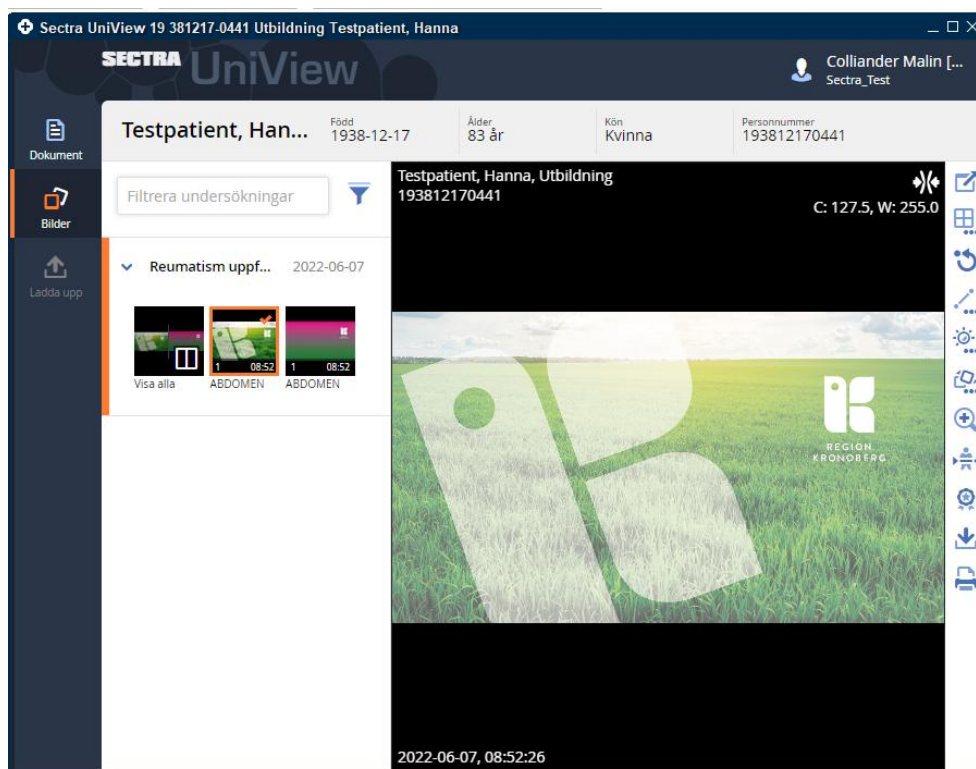 Sectra UniView 19 381217-0441 Utbildning Testpatient, Hanna
SECTRA UniView
Colliander Malin [...
Sectra_Test
Dokument
Bilder
Ladda upp
Testpatient, Han...
Född
1938-12-17
Ålder
83 år
Kön
Kvinna
Personnummer
193812170441
Filtrera undersökningar
Reumatism uppf... 2022-06-07
1 08:52
1 08:52
Visa alla ABDOMEN ABDOMEN
Testpatient, Hanna, Utbildning
193812170441
C: 127.5, W: 255.0
REGION
KRONOBERG
2022-06-07, 08:52:26